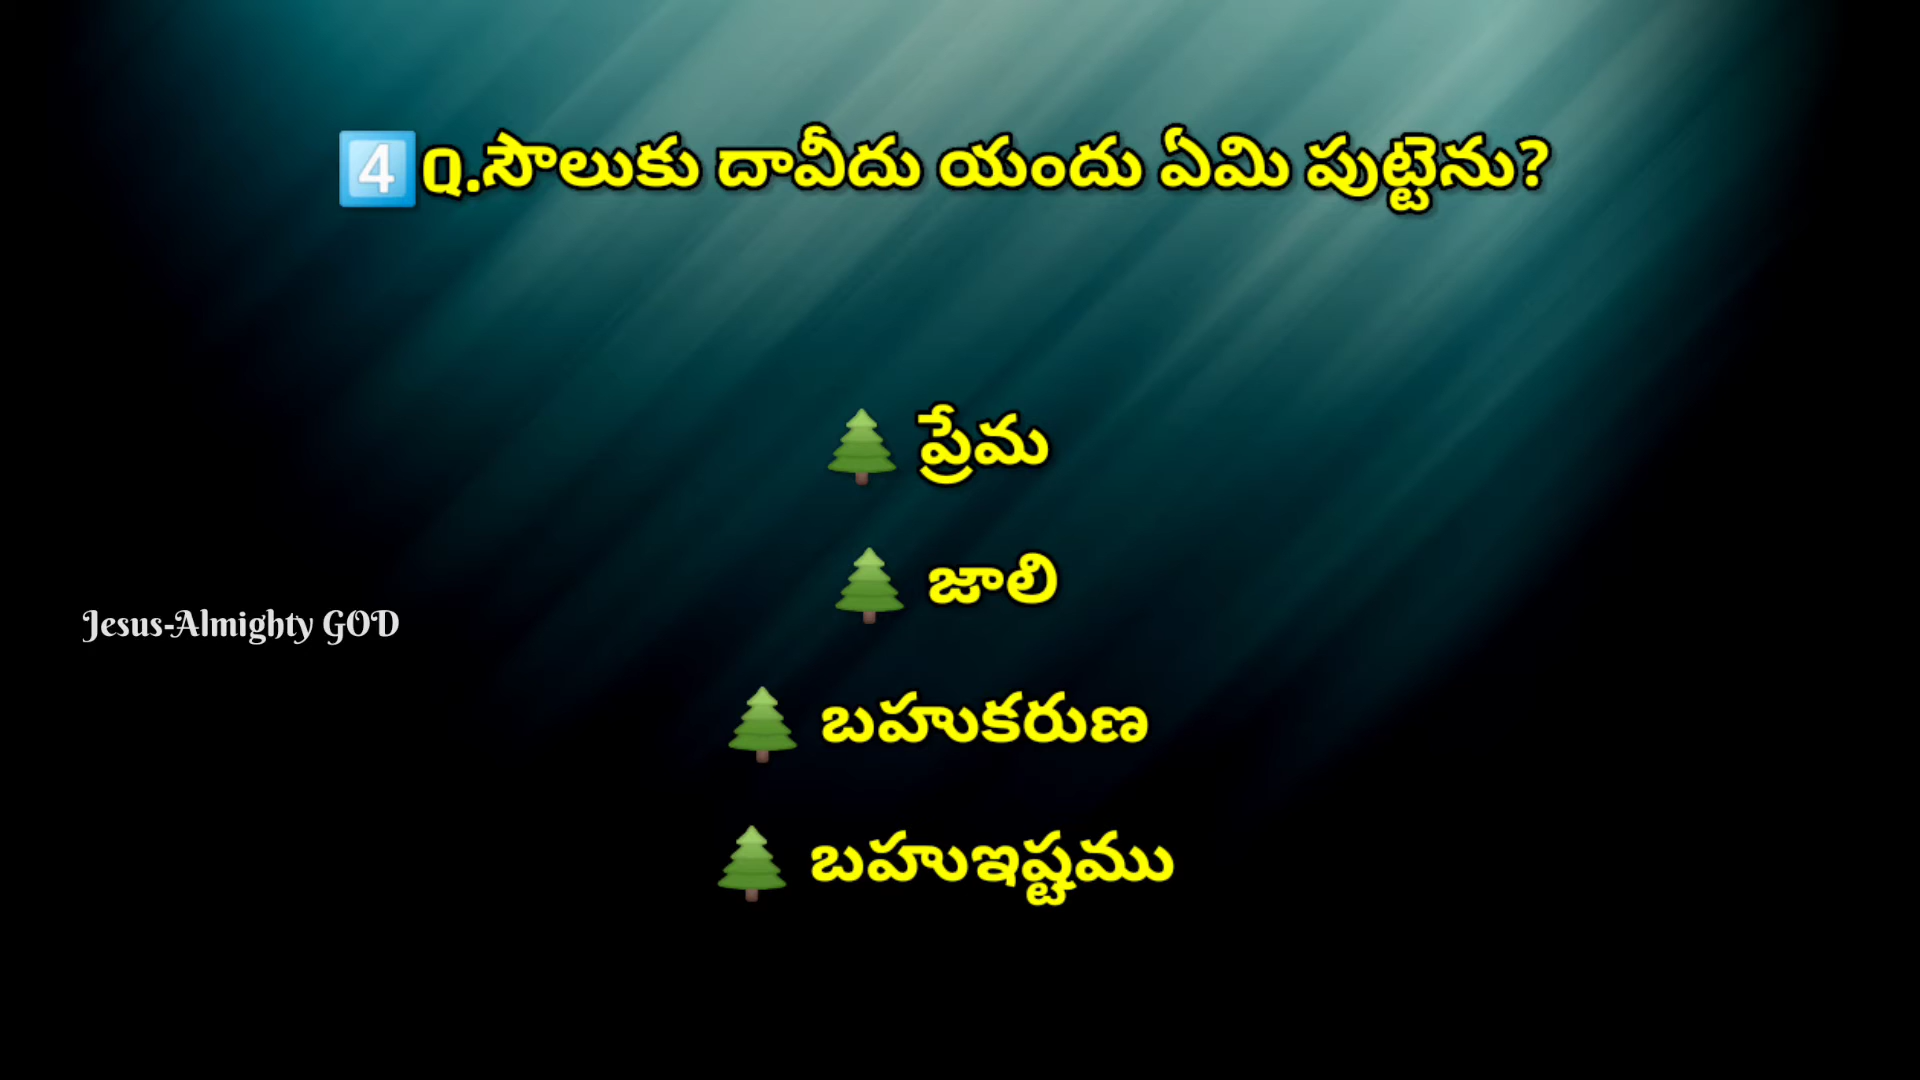 4️⃣Q.సౌలుకు దావీదు యందు ఏమి పుట్టెను?
🌲 ప్రేమ
🌲 జాలి
Jesus-Almighty GOD
🌲 బహుకరుణ
🌲 బహుఇష్టము